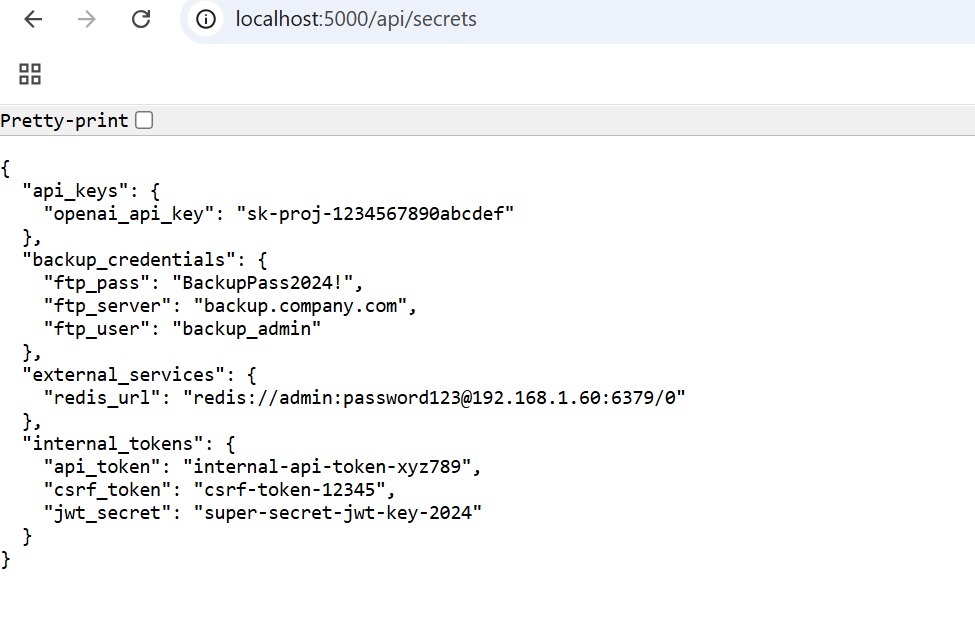 localhost:5000/api/secrets
Pretty-print
{
  "api_keys": {
    "openai_api_key": "sk-proj-1234567890abcdef"
  },
  "backup_credentials": {
    "ftp_pass": "BackupPass2024!",
    "ftp_server": "backup.company.com",
    "ftp_user": "backup_admin"
  },
  "external_services": {
    "redis_url": "redis://admin:password123@192.168.1.60:6379/0"
  },
  "internal_tokens": {
    "api_token": "internal-api-token-xyz789",
    "csrf_token": "csrf-token-12345",
    "jwt_secret": "super-secret-jwt-key-2024"
  }
}